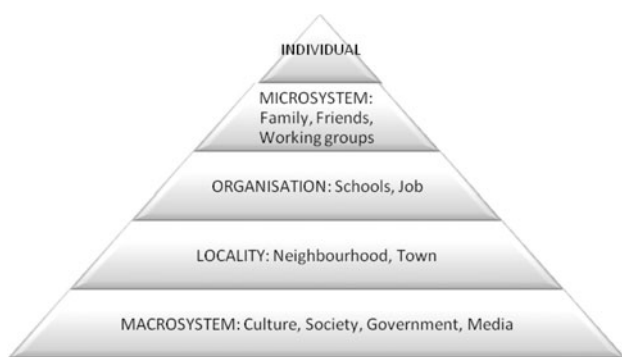 INDIVIDUAL
MICROSYSTEM:
Family, Friends,
Working groups
ORGANISATION: Schools, Job
LOCALITY: Neighbourhood, Town
MACROSYSTEM: Culture, Society, Government, Media